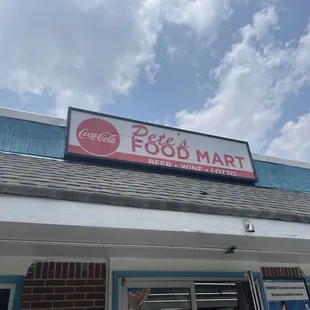 Coca-Cola
Pete's
FOOD MART
BEER • WINE • LOTTO